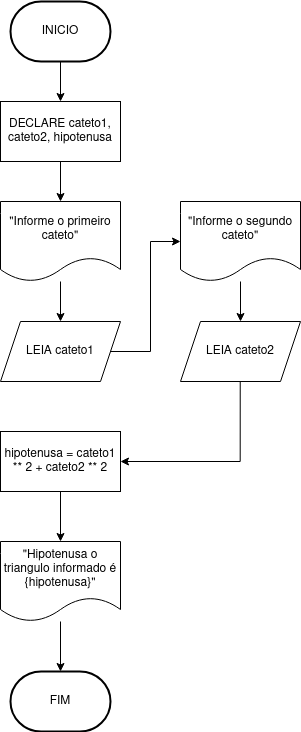 INICIO
DECLARE cateto1,
cateto2, hipotenusa
"Informe o primeiro
cateto"
LEIA cateto1
"Informe o segundo
cateto"
LEIA cateto2
hipotenusa = cateto1
** 2 + cateto2 ** 2
"Hipotenusa o
triangulo informado é
{hipotenusa}"
FIM